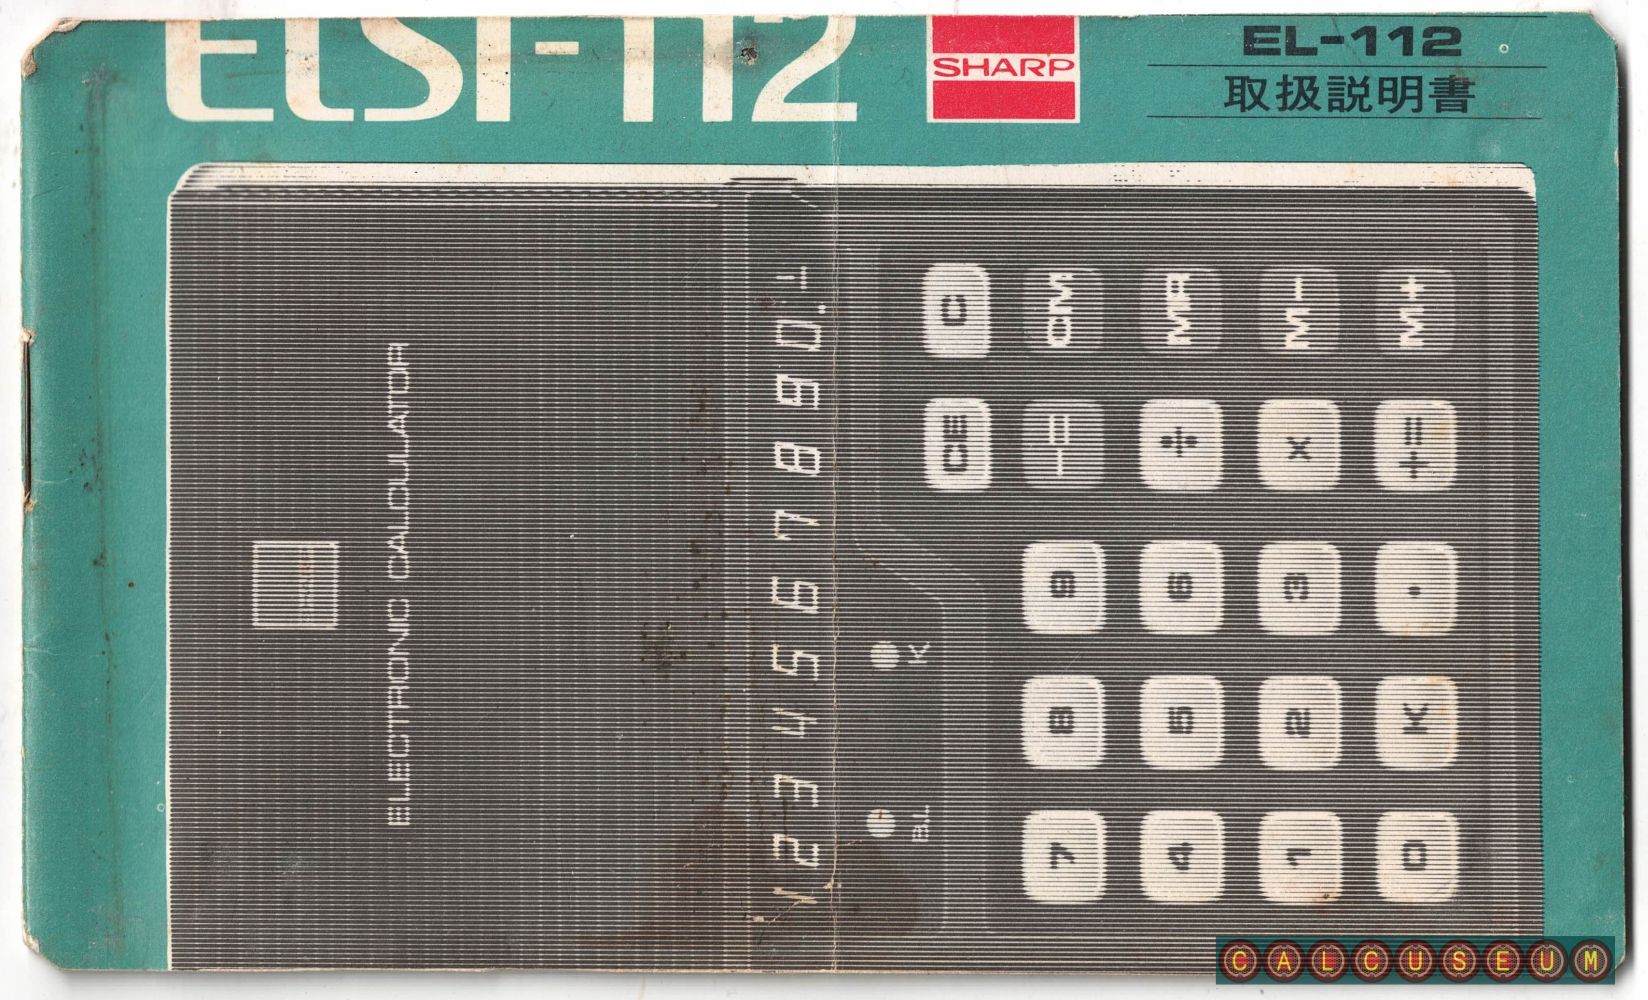 ELSI-112
SHARP
EL-112
取扱説明書
ELECTRONIC CALCULATOR
1234567890.
B.L. K
CE C
7 8 9 -= CM
4 5 6 ÷ MR
1 2 3 × M-
0 K . += M+
CALCUSEUM